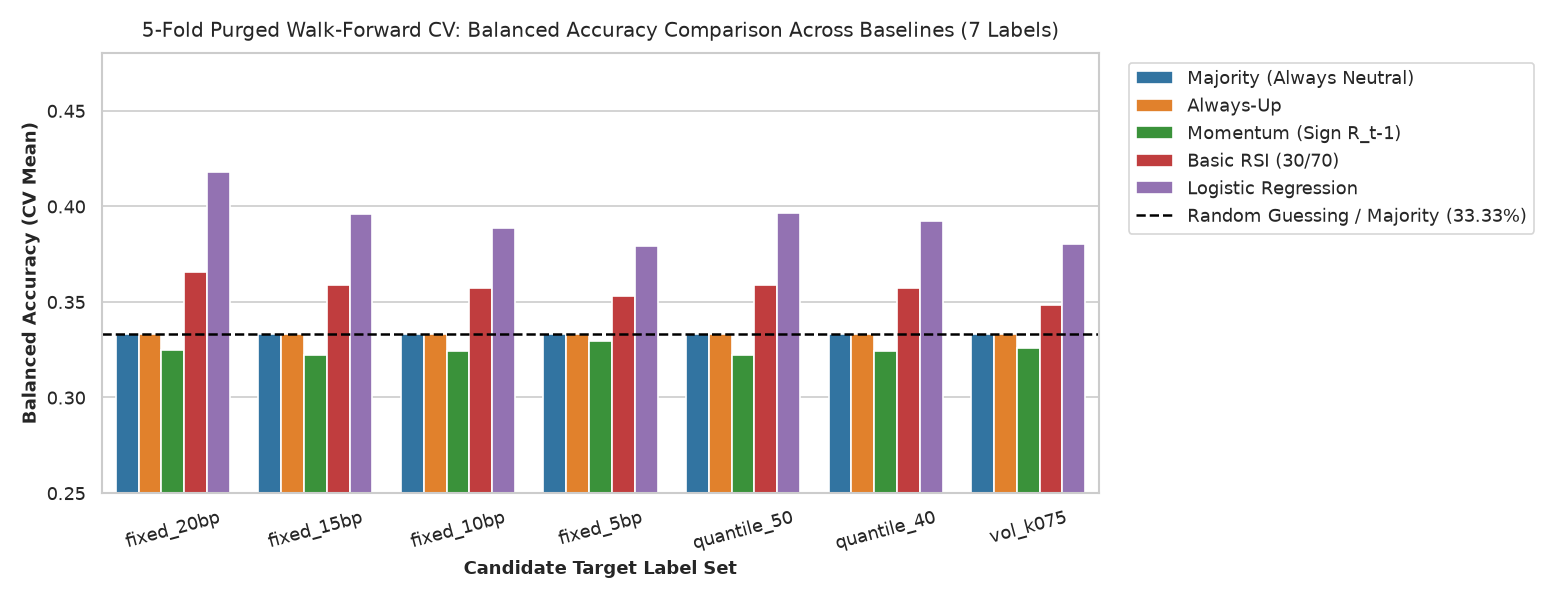 5-Fold Purged Walk-Forward CV: Balanced Accuracy Comparison Across Baselines (7 Labels)
Balanced Accuracy (CV Mean)
0.45
0.40
0.35
0.30
0.25
fixed_20bp
fixed_15bp
fixed_10bp
fixed_5bp
quantile_50
quantile_40
vol_k075
Candidate Target Label Set
Majority (Always Neutral)
Always-Up
Momentum (Sign R_t-1)
Basic RSI (30/70)
Logistic Regression
Random Guessing / Majority (33.33%)